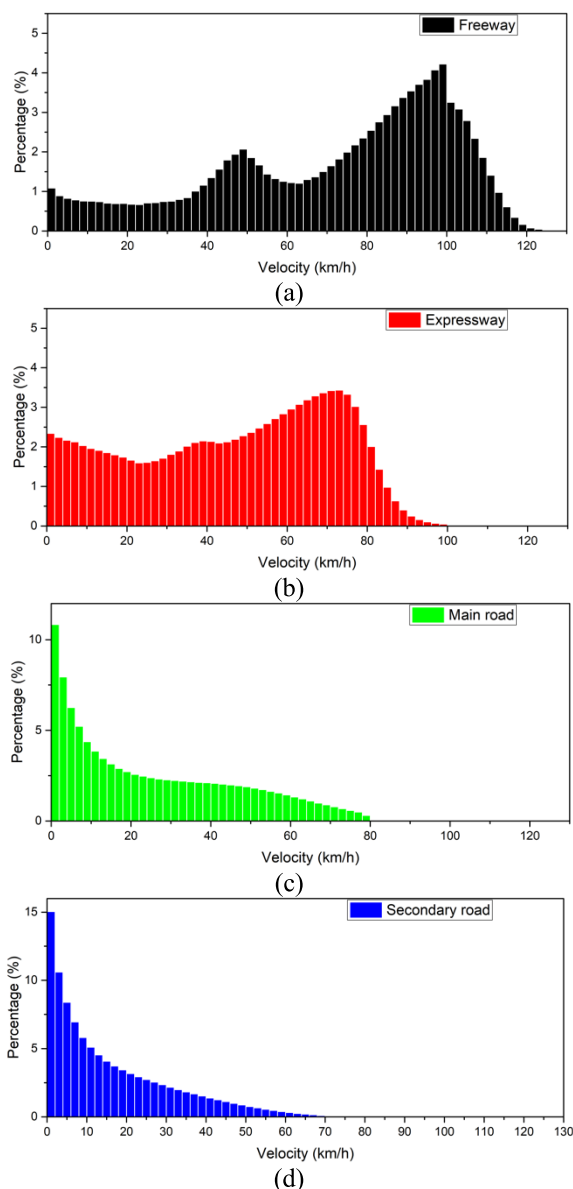 Freeway
Percentage (%)
5
4
3
2
1
0
0 20 40 60 80 100 120
Velocity (km/h)
(a)
Expressway
Percentage (%)
5
4
3
2
1
0
0 20 40 60 80 100 120
Velocity (km/h)
(b)
Main road
Percentage (%)
10
5
0
0 20 40 60 80 100 120
Velocity (km/h)
(c)
Secondary road
Percentage (%)
15
10
5
0
0 10 20 30 40 50 60 70 80 90 100 110 120 130
Velocity (km/h)
(d)